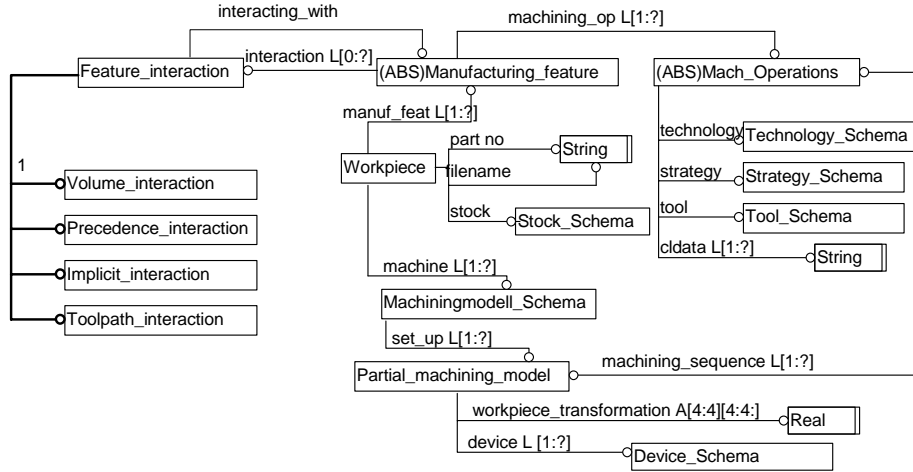 interacting_with
machining_op L[1:?]
interaction L[0:?]
Feature_interaction
(ABS)Manufacturing_feature
(ABS)Mach_Operations
manuf_feat L[1:?]
part no
String
technology
Technology_Schema
1
Workpiece
filename
strategy
Strategy_Schema
Volume_interaction
stock
Stock_Schema
tool
Tool_Schema
Precedence_interaction
cldata L[1:?]
String
Implicit_interaction
machine L[1:?]
Machiningmodell_Schema
Toolpath_interaction
set_up L[1:?]
Partial_machining_model
machining_sequence L[1:?]
workpiece_transformation A[4:4][4:4:]
Real
device L [1:?]
Device_Schema